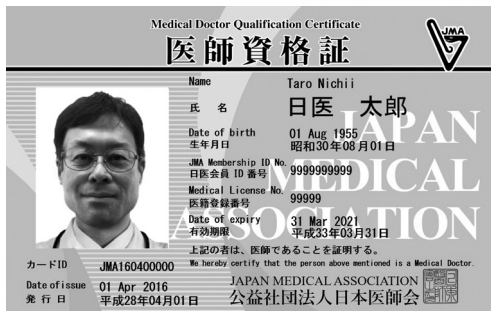 Medical Doctor Qualification Certificate
医師資格証
JMA
Name Taro Nichii
氏 名 日医 太郎
Date of birth 01 Aug 1955
生年月日 昭和30年08月01日
JMA Membership ID No.
日医会員 ID 番号 9999999999
Medical License No.
医籍登録番号 99999
Date of expiry 31 Mar 2021
有効期限 平成33年03月31日
JAPAN
MEDICAL
ASSOCIATION
上記の者は、医師であることを証明する。
We hereby certify that the person above mentioned is a Medical Doctor.
カードID JMA160400000
Date of issue 01 Apr 2016
発 行 日 平成28年04月01日
JAPAN MEDICAL ASSOCIATION
公益社団法人日本医師会